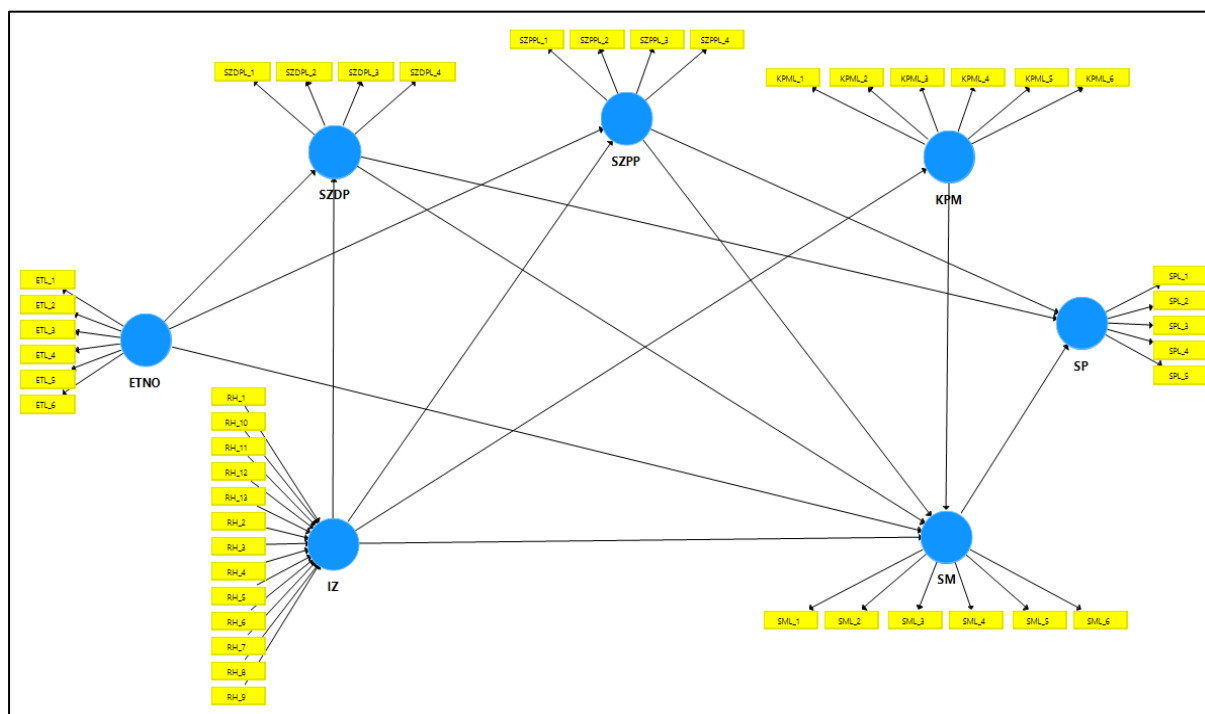 SZPPL_1 SZPPL_2 SZPPL_3 SZPPL_4
SZDPL_1 SZDPL_2 SZDPL_3 SZDPL_4
KPML_1 KPML_2 KPML_3 KPML_4 KPML_5 KPML_6
SZPP
SZDP
KPM
ETL_1
ETL_2
ETL_3
ETL_4
ETL_5
ETL_6
ETNO
SPL_1
SPL_2
SPL_3
SPL_4
SPL_5
SP
RH_1
RH_10
RH_11
RH_12
RH_13
RH_2
RH_3
RH_4
RH_5
RH_6
RH_7
RH_8
RH_9
IZ
SM
SML_1 SML_2 SML_3 SML_4 SML_5 SML_6